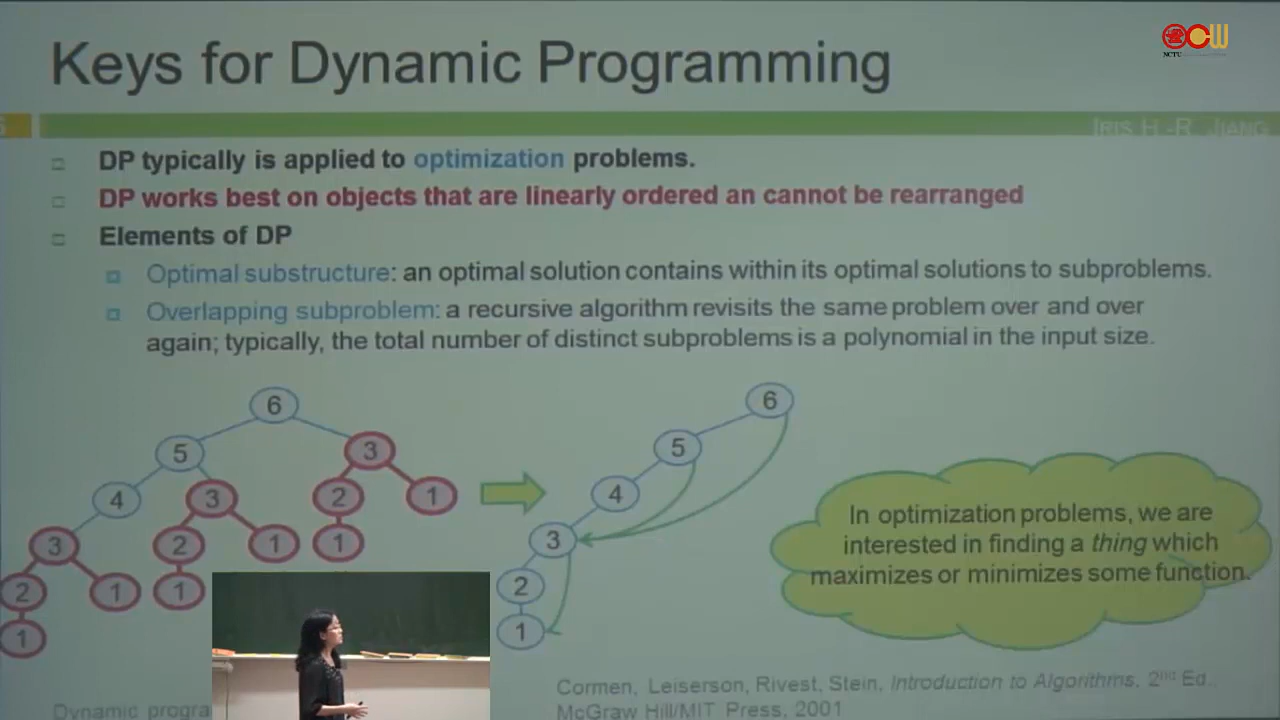 Keys for Dynamic Programming
NCTU
IRIS H.-R. JIANG
DP typically is applied to optimization problems.
DP works best on objects that are linearly ordered an cannot be rearranged
Elements of DP
Optimal substructure: an optimal solution contains within its optimal solutions to subproblems.
Overlapping subproblem: a recursive algorithm revisits the same problem over and over
again; typically, the total number of distinct subproblems is a polynomial in the input size.
6
5 3
4 3 2 1
3 2 1 1
2 1 1
1
6
5
4
3
2
1
In optimization problems, we are
interested in finding a thing which
maximizes or minimizes some function.
Cormen, Leiserson, Rivest, Stein, Introduction to Algorithms, 2nd Ed.,
McGraw Hill/MIT Press, 2001
Dynamic progra